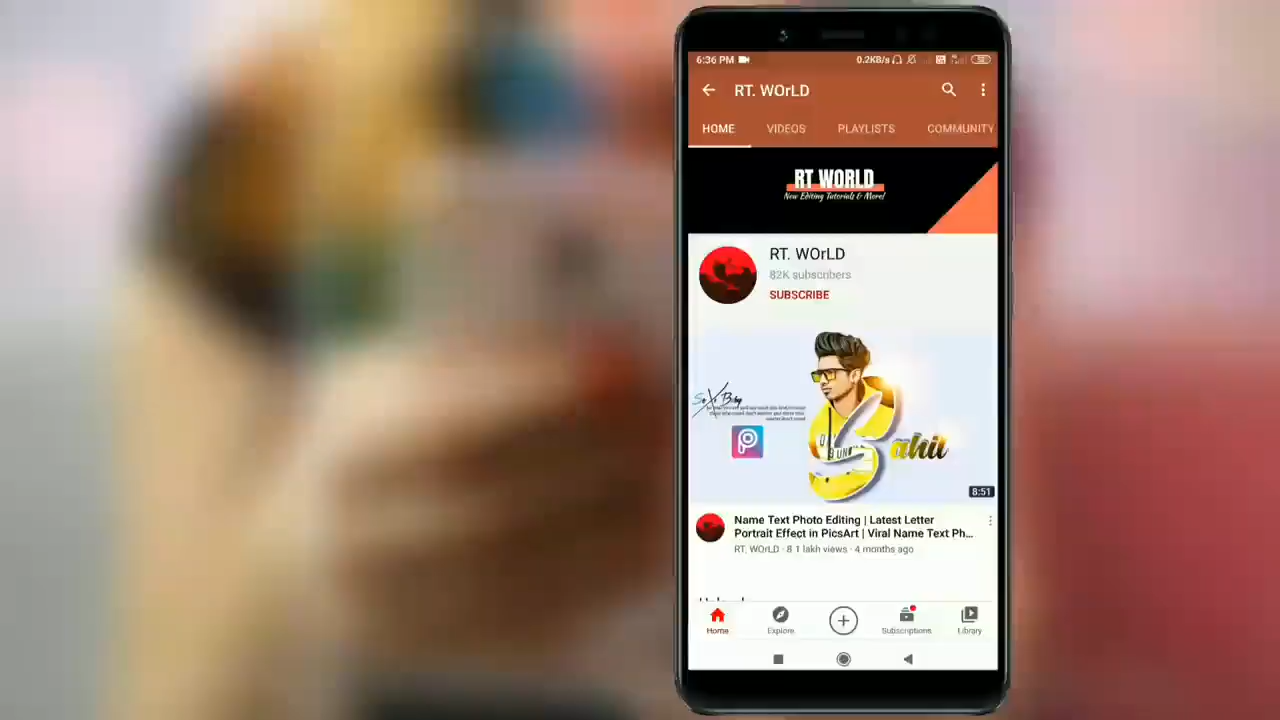 6:36 PM
0.2KB/s
RT. WOrLD
HOME VIDEOS PLAYLISTS COMMUNITY
RT WORLD
New Editing Tutorials & More!
RT. WOrLD
82K subscribers
SUBSCRIBE
ahil
8:51
Name Text Photo Editing | Latest Letter
Portrait Effect in PicsArt | Viral Name Text Ph...
RT. WOrLD · 8.1 lakh views · 4 months ago
Home Explore Subscriptions Library